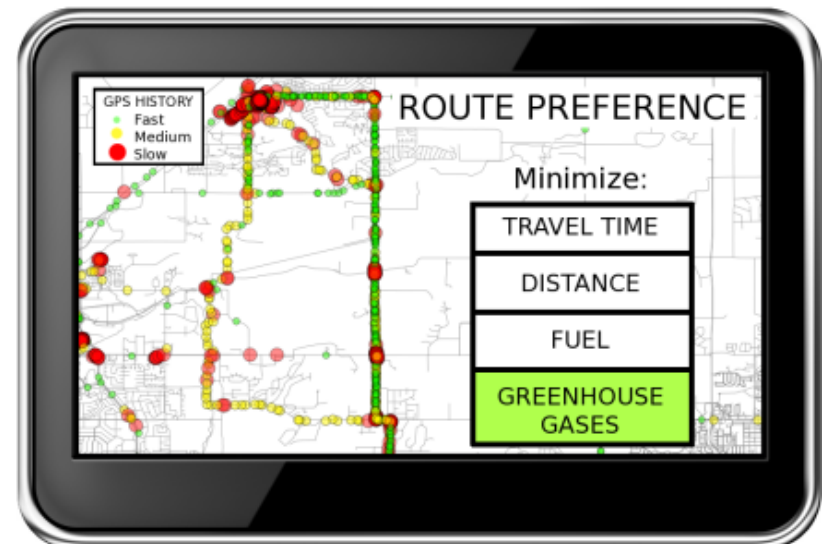 GPS HISTORY
Fast
Medium
Slow
ROUTE PREFERENCE
Minimize:
TRAVEL TIME
DISTANCE
FUEL
GREENHOUSE
GASES